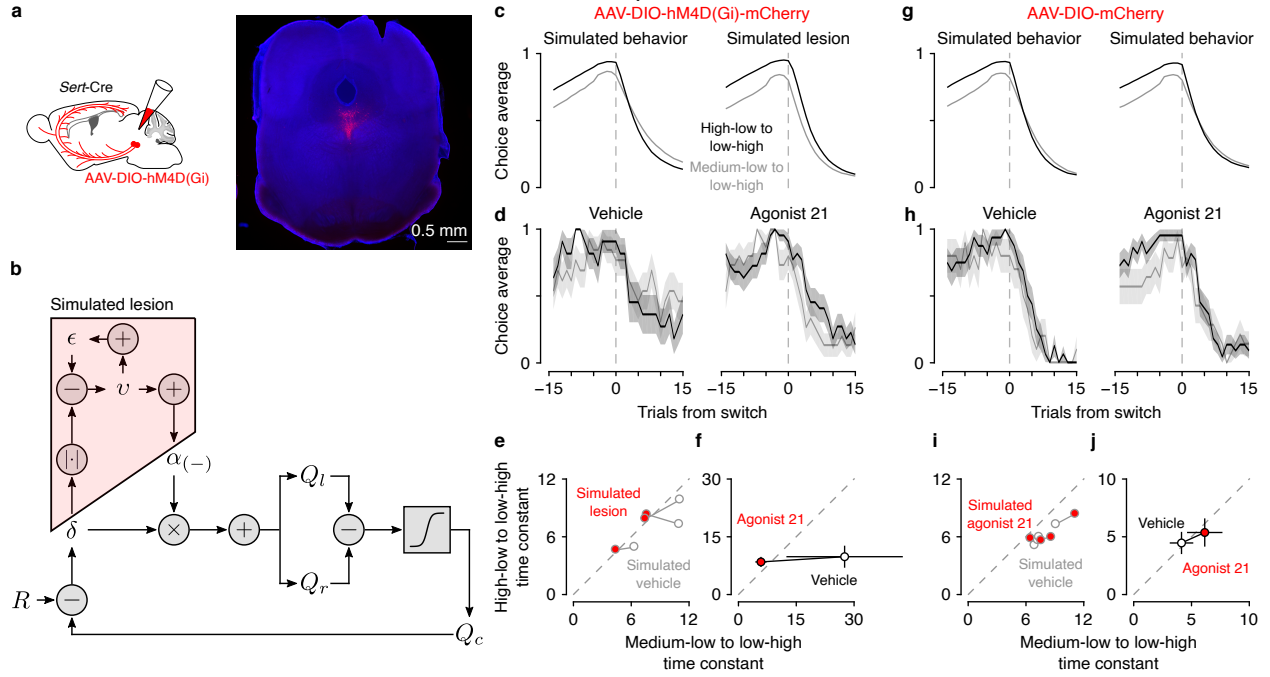 a
Sert-Cre
AAV-DIO-hM4D(Gi)
0.5 mm
b
Simulated lesion
ϵ
+
−
υ
+
|·|
α(−)
δ
×
+
Ql
−
Qr
R
−
Qc
c
AAV-DIO-hM4D(Gi)-mCherry
Simulated behavior
Simulated lesion
Choice average
1
0
High-low to
low-high
Medium-low to
low-high
d
Vehicle
Agonist 21
Choice average
1
0
−15 0 15
−15 0 15
Trials from switch
e
High-low to low-high
time constant
12
6
0
0 6 12
Simulated
lesion
Simulated
vehicle
f
30
15
0
0 15 30
Agonist 21
Vehicle
Medium-low to low-high
time constant
g
AAV-DIO-mCherry
Simulated behavior
Simulated behavior
1
0
h
Vehicle
Agonist 21
1
0
−15 0 15
−15 0 15
Trials from switch
i
12
6
0
0 6 12
Simulated
agonist 21
Simulated
vehicle
j
10
5
0
0 5 10
Vehicle
Agonist 21
Medium-low to low-high
time constant